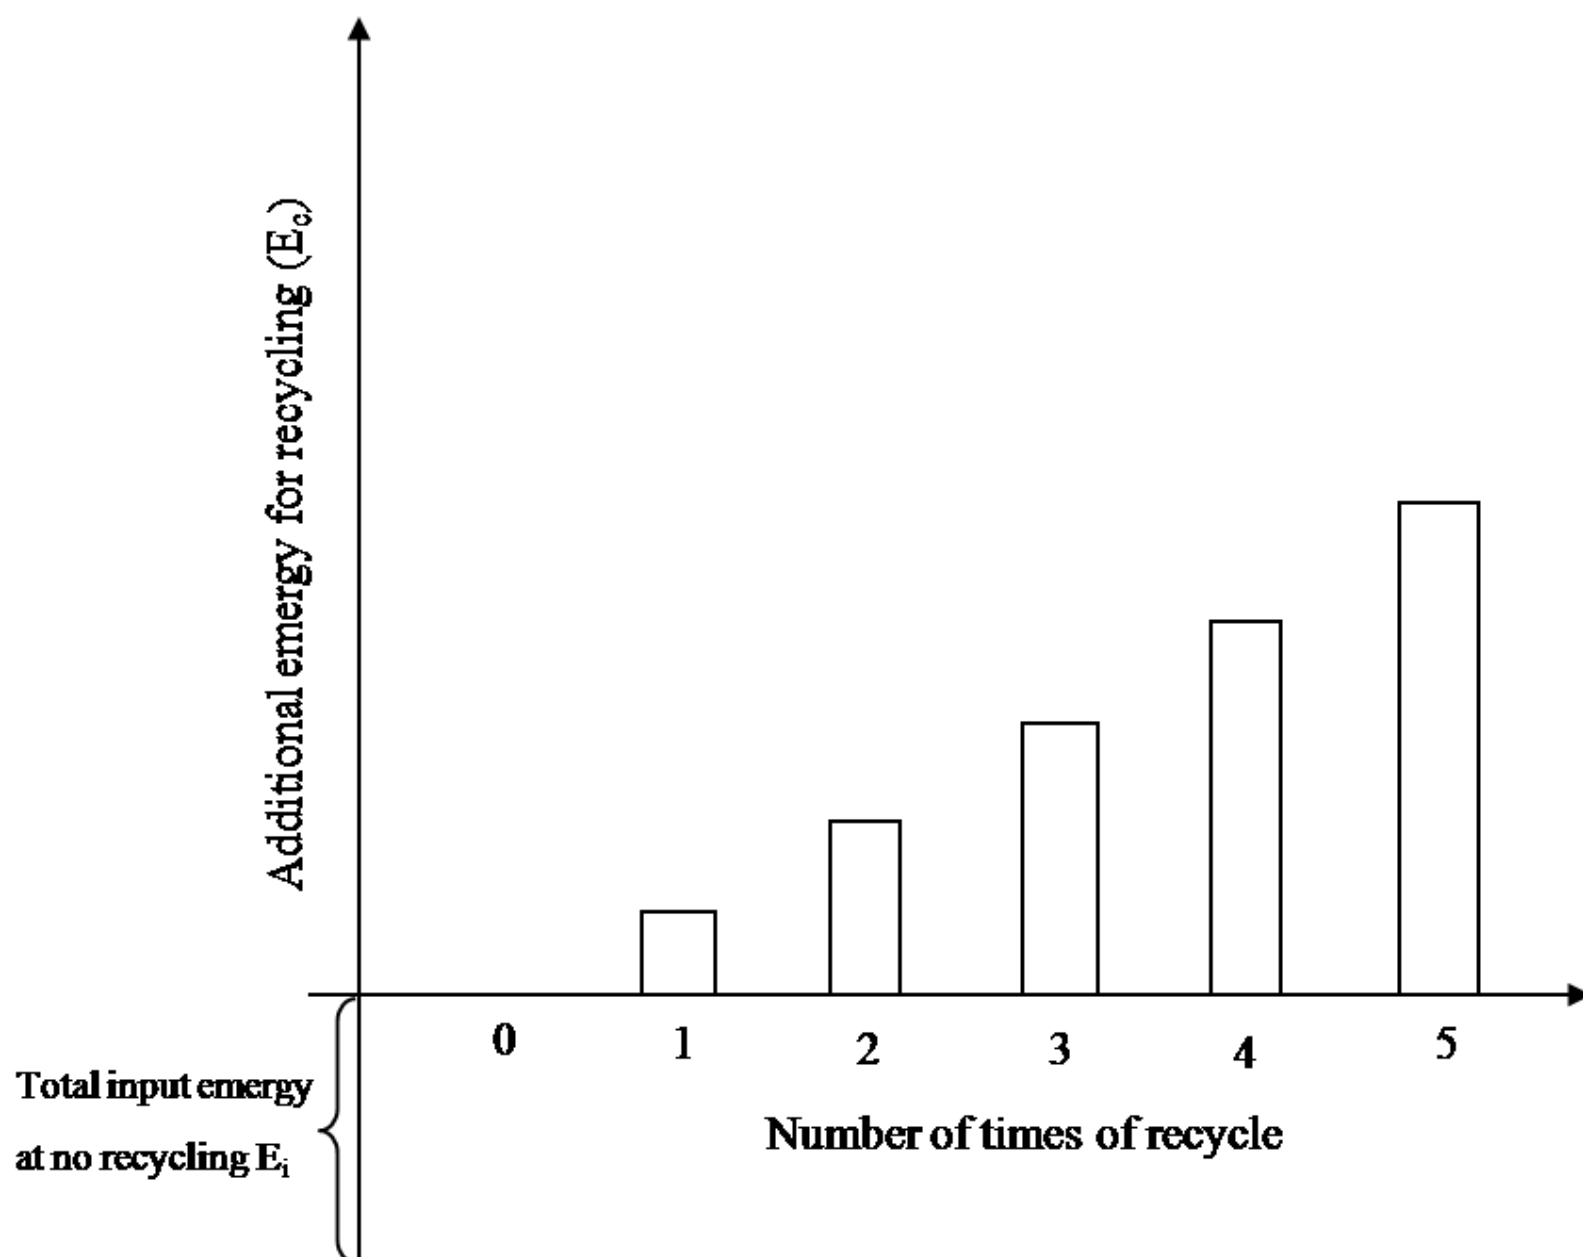 Additional emergy for recycling (Ec)
0 1 2 3 4 5
Total input emergy
at no recycling Ei
Number of times of recycle